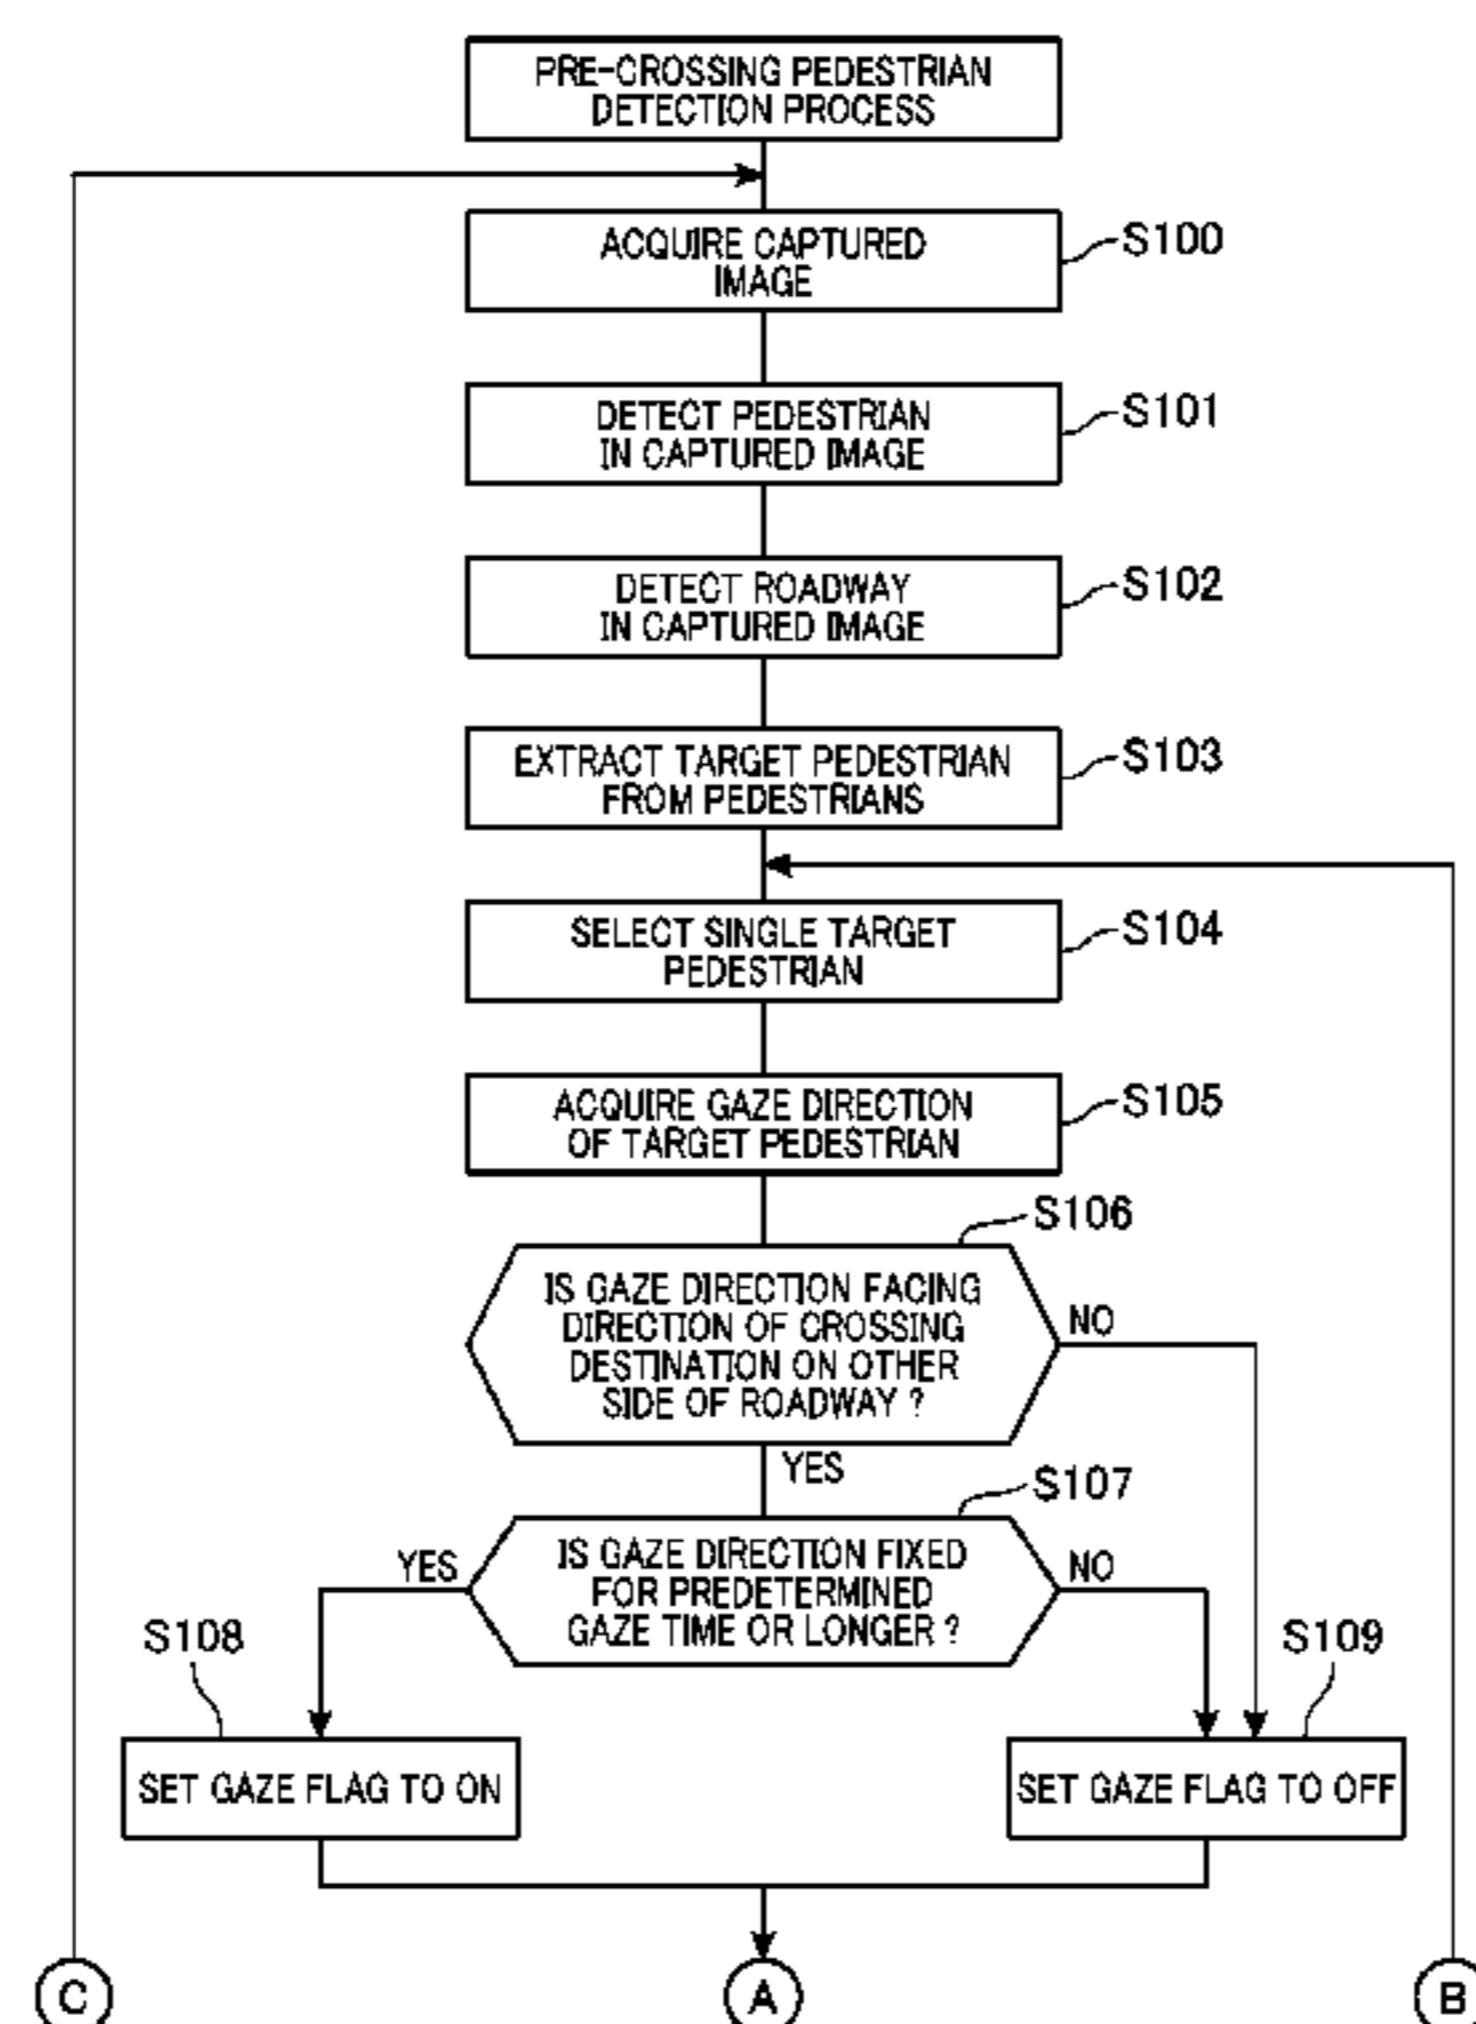 PRE-CROSSING PEDESTRIAN
DETECTION PROCESS
ACQUIRE CAPTURED
IMAGE
S100
DETECT PEDESTRIAN
IN CAPTURED IMAGE
S101
DETECT ROADWAY
IN CAPTURED IMAGE
S102
EXTRACT TARGET PEDESTRIAN
FROM PEDESTRIANS
S103
SELECT SINGLE TARGET
PEDESTRIAN
S104
ACQUIRE GAZE DIRECTION
OF TARGET PEDESTRIAN
S105
S106
IS GAZE DIRECTION FACING
DIRECTION OF CROSSING
DESTINATION ON OTHER
SIDE OF ROADWAY ?
NO
YES
S107
IS GAZE DIRECTION FIXED
FOR PREDETERMINED
GAZE TIME OR LONGER ?
YES
NO
S108
S109
SET GAZE FLAG TO ON
SET GAZE FLAG TO OFF
C
A
B